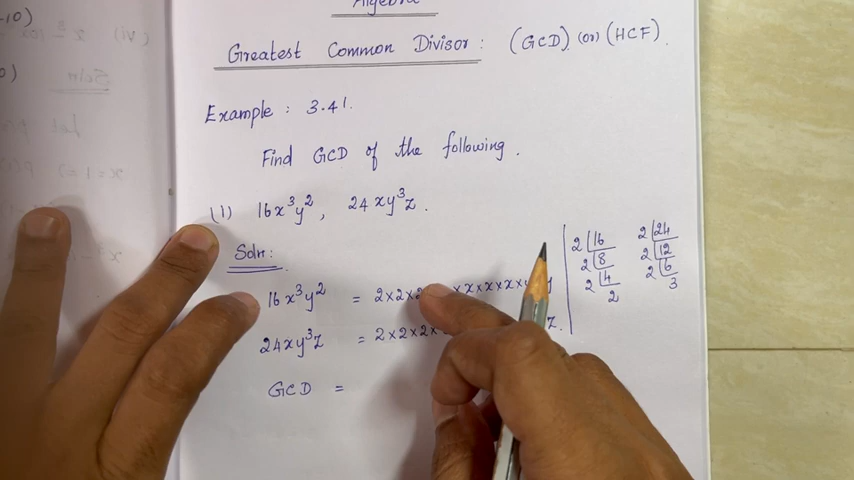 Algebra
Greatest Common Divisor : (GCD) (or) (HCF).
Example : 3.41.
Find GCD of the following.
(1) 16x³y², 24xy³z.
Soln:
16x³y² = 2×2×2 ×x×x×x× y
24xy³z = 2×2×2× z.
GCD =
2 16
2 8
2 4
2
2 24
2 12
2 6
3